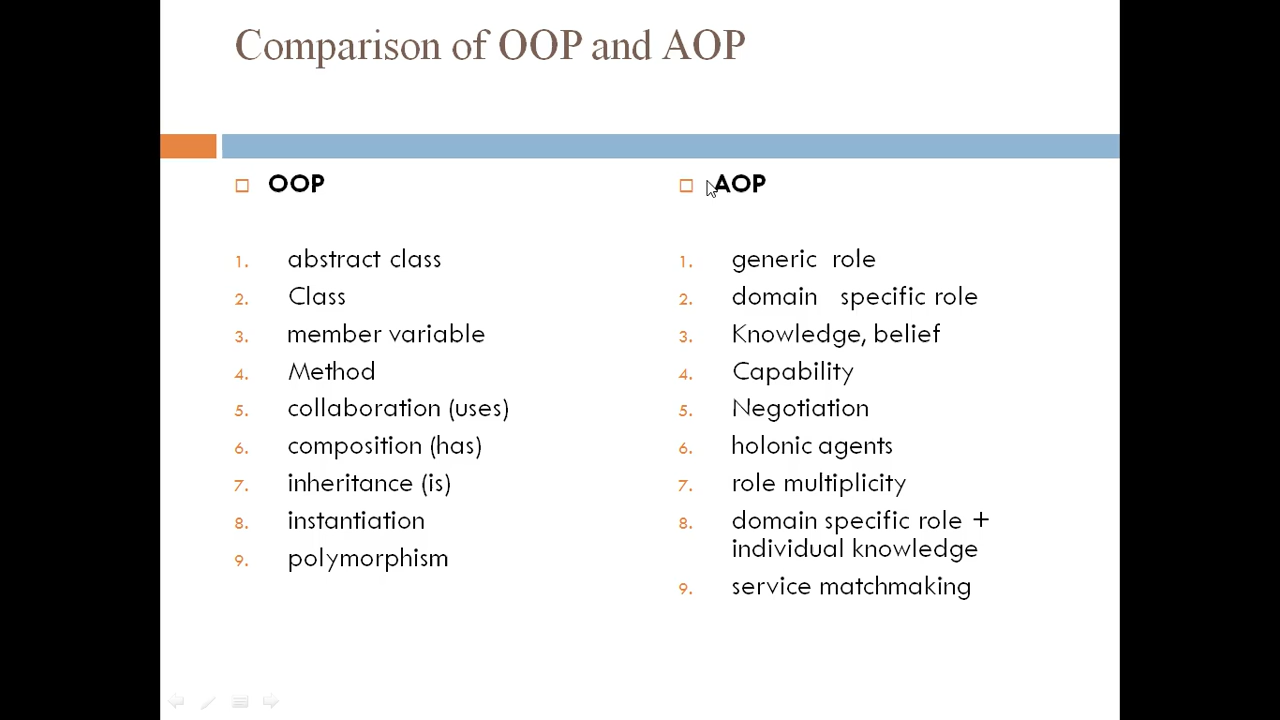 Comparison of OOP and AOP
OOP
1. abstract class
2. Class
3. member variable
4. Method
5. collaboration (uses)
6. composition (has)
7. inheritance (is)
8. instantiation
9. polymorphism
AOP
1. generic role
2. domain specific role
3. Knowledge, belief
4. Capability
5. Negotiation
6. holonic agents
7. role multiplicity
8. domain specific role +
individual knowledge
9. service matchmaking